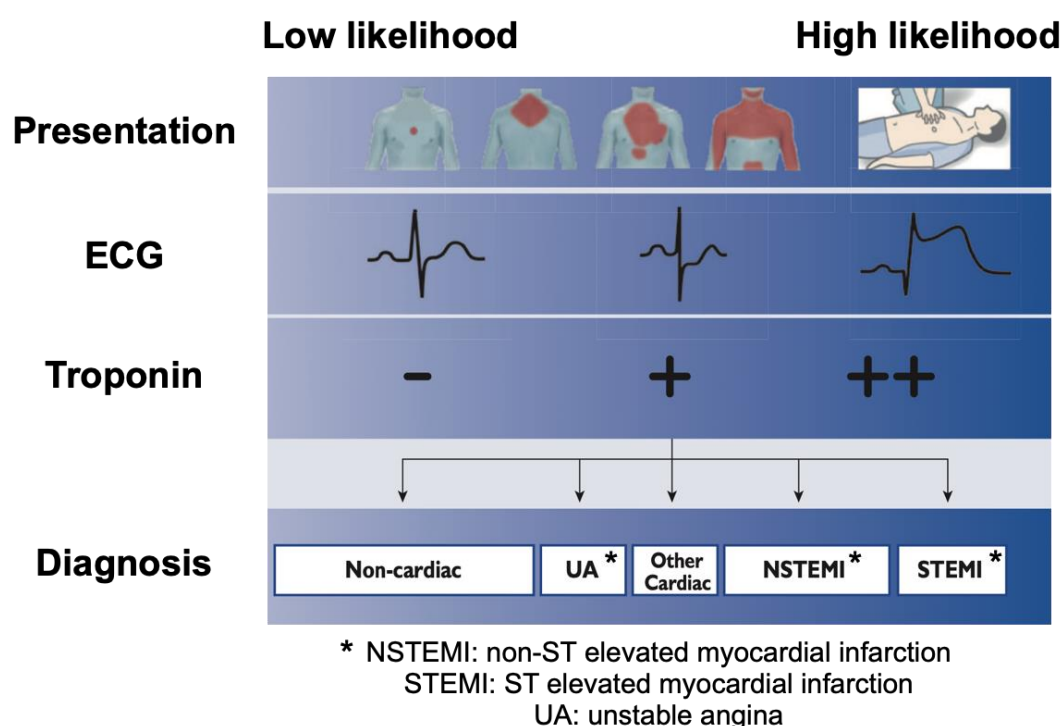 Low likelihood High likelihood
Presentation
ECG
Troponin - + ++
Diagnosis Non-cardiac UA * Other Cardiac NSTEMI * STEMI *
* NSTEMI: non-ST elevated myocardial infarction
STEMI: ST elevated myocardial infarction
UA: unstable angina